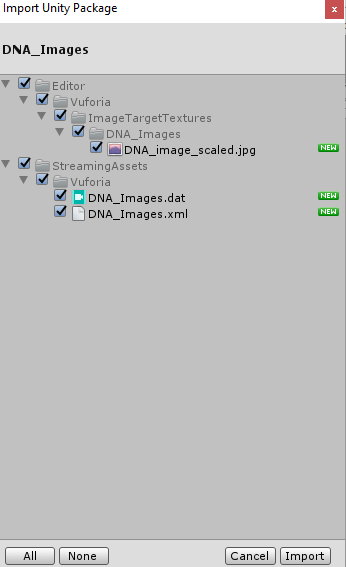 Import Unity Package
x
DNA_Images
Editor
Vuforia
ImageTargetTextures
DNA_Images
DNA_image_scaled.jpg NEW
StreamingAssets
Vuforia
DNA_Images.dat NEW
DNA_Images.xml NEW
All None Cancel Import